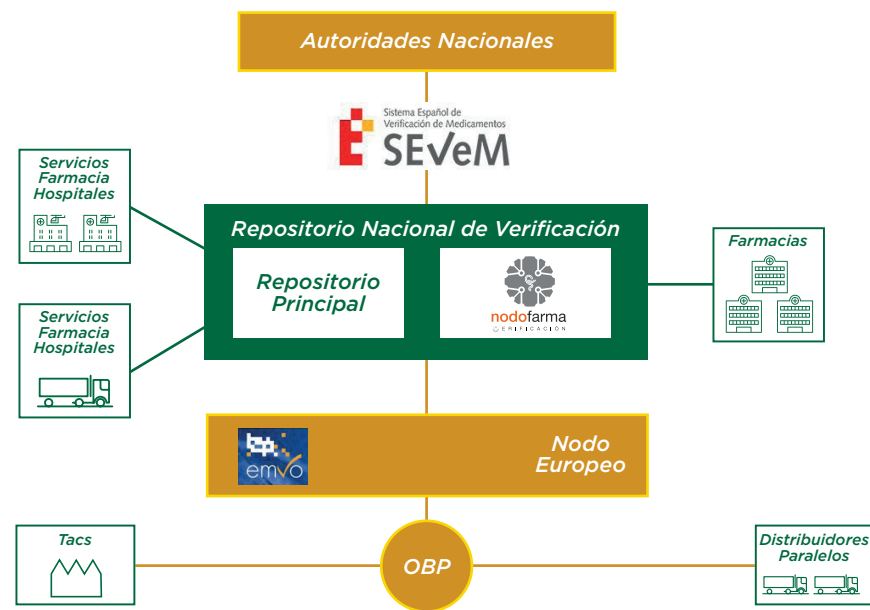 Autoridades Nacionales
Sistema Español de
Verificación de Medicamentos
SEVeM
Servicios
Farmacia
Hospitales
Repositorio Nacional de Verificación
Repositorio
Principal
nodofarma
VERIFICACIÓN
Farmacias
Servicios
Farmacia
Hospitales
emvo
Nodo
Europeo
Tacs
OBP
Distribuidores
Paralelos